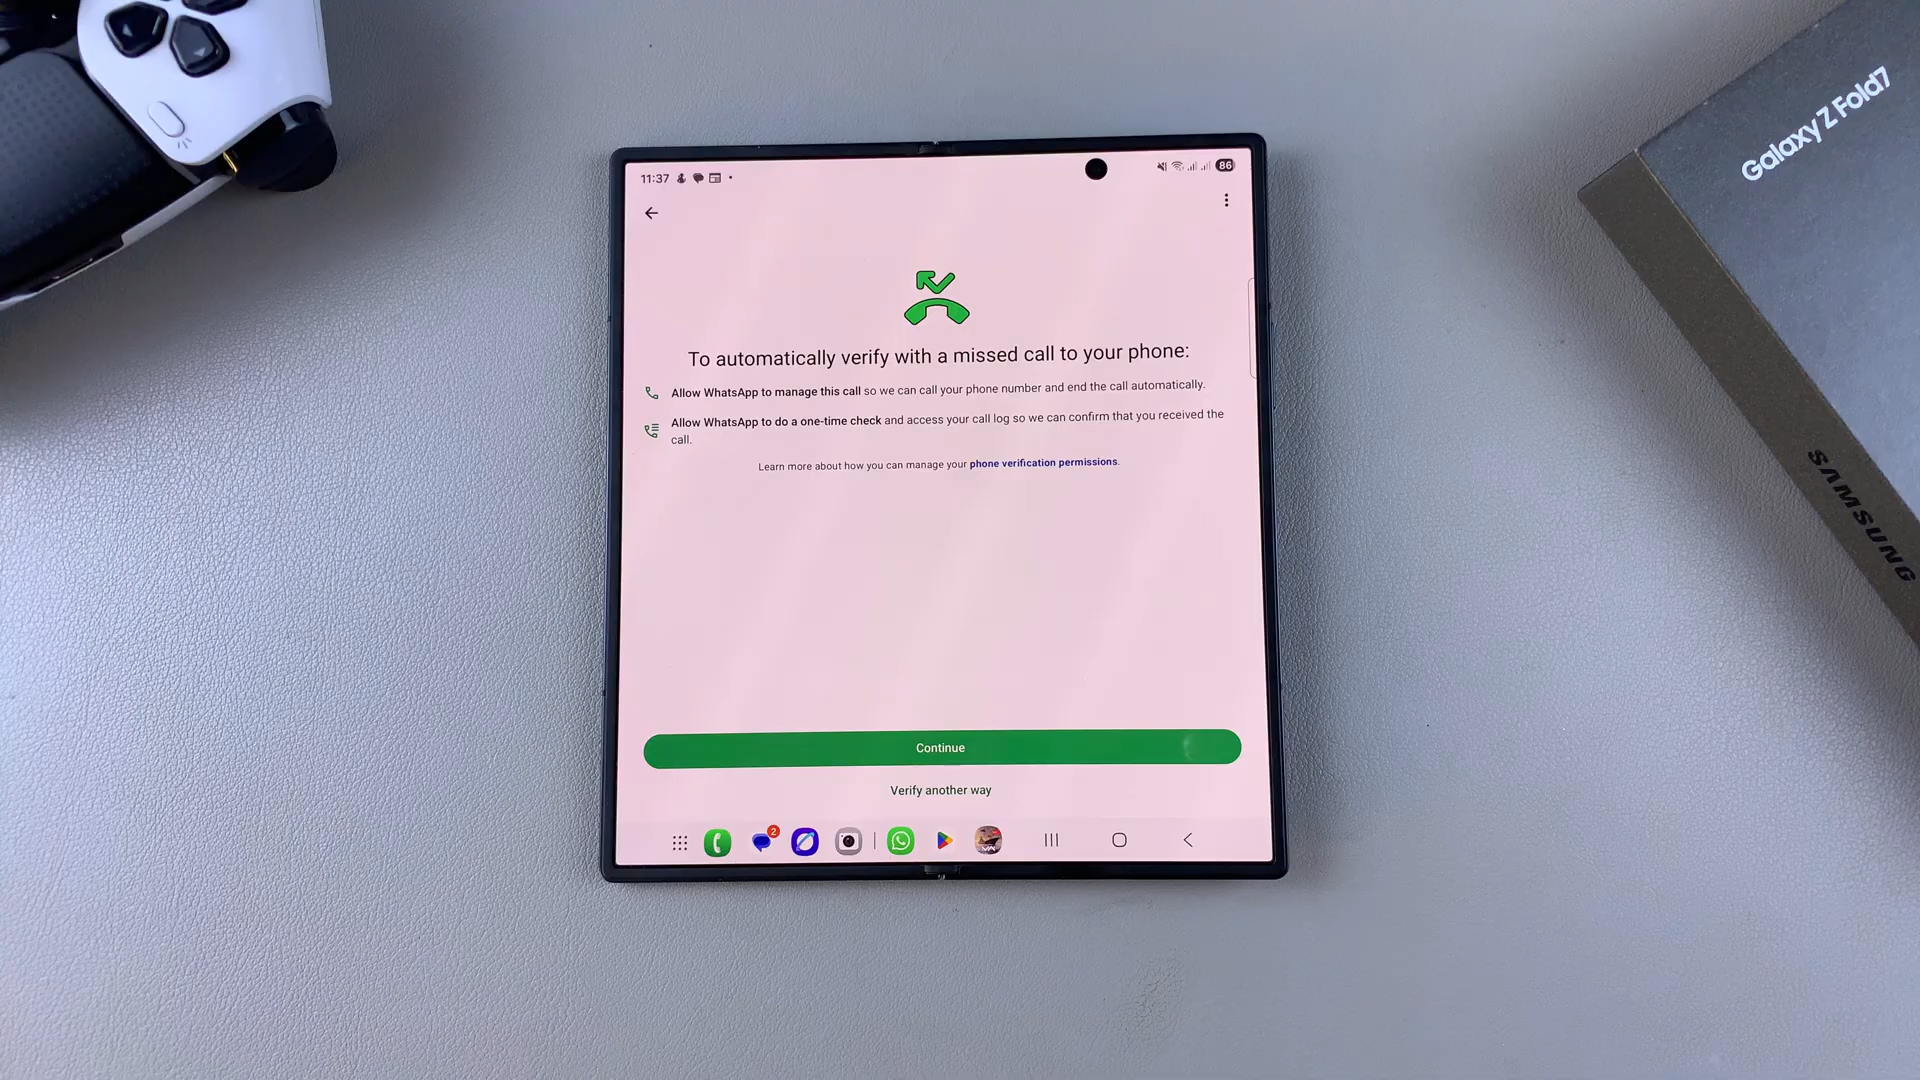 Galaxy Z Fold7
SAMSUNG
11:37
86
To automatically verify with a missed call to your phone:
Allow WhatsApp to manage this call so we can call your phone number and end the call automatically.
Allow WhatsApp to do a one-time check and access your call log so we can confirm that you received the
call.
Learn more about how you can manage your phone verification permissions.
Continue
Verify another way
2